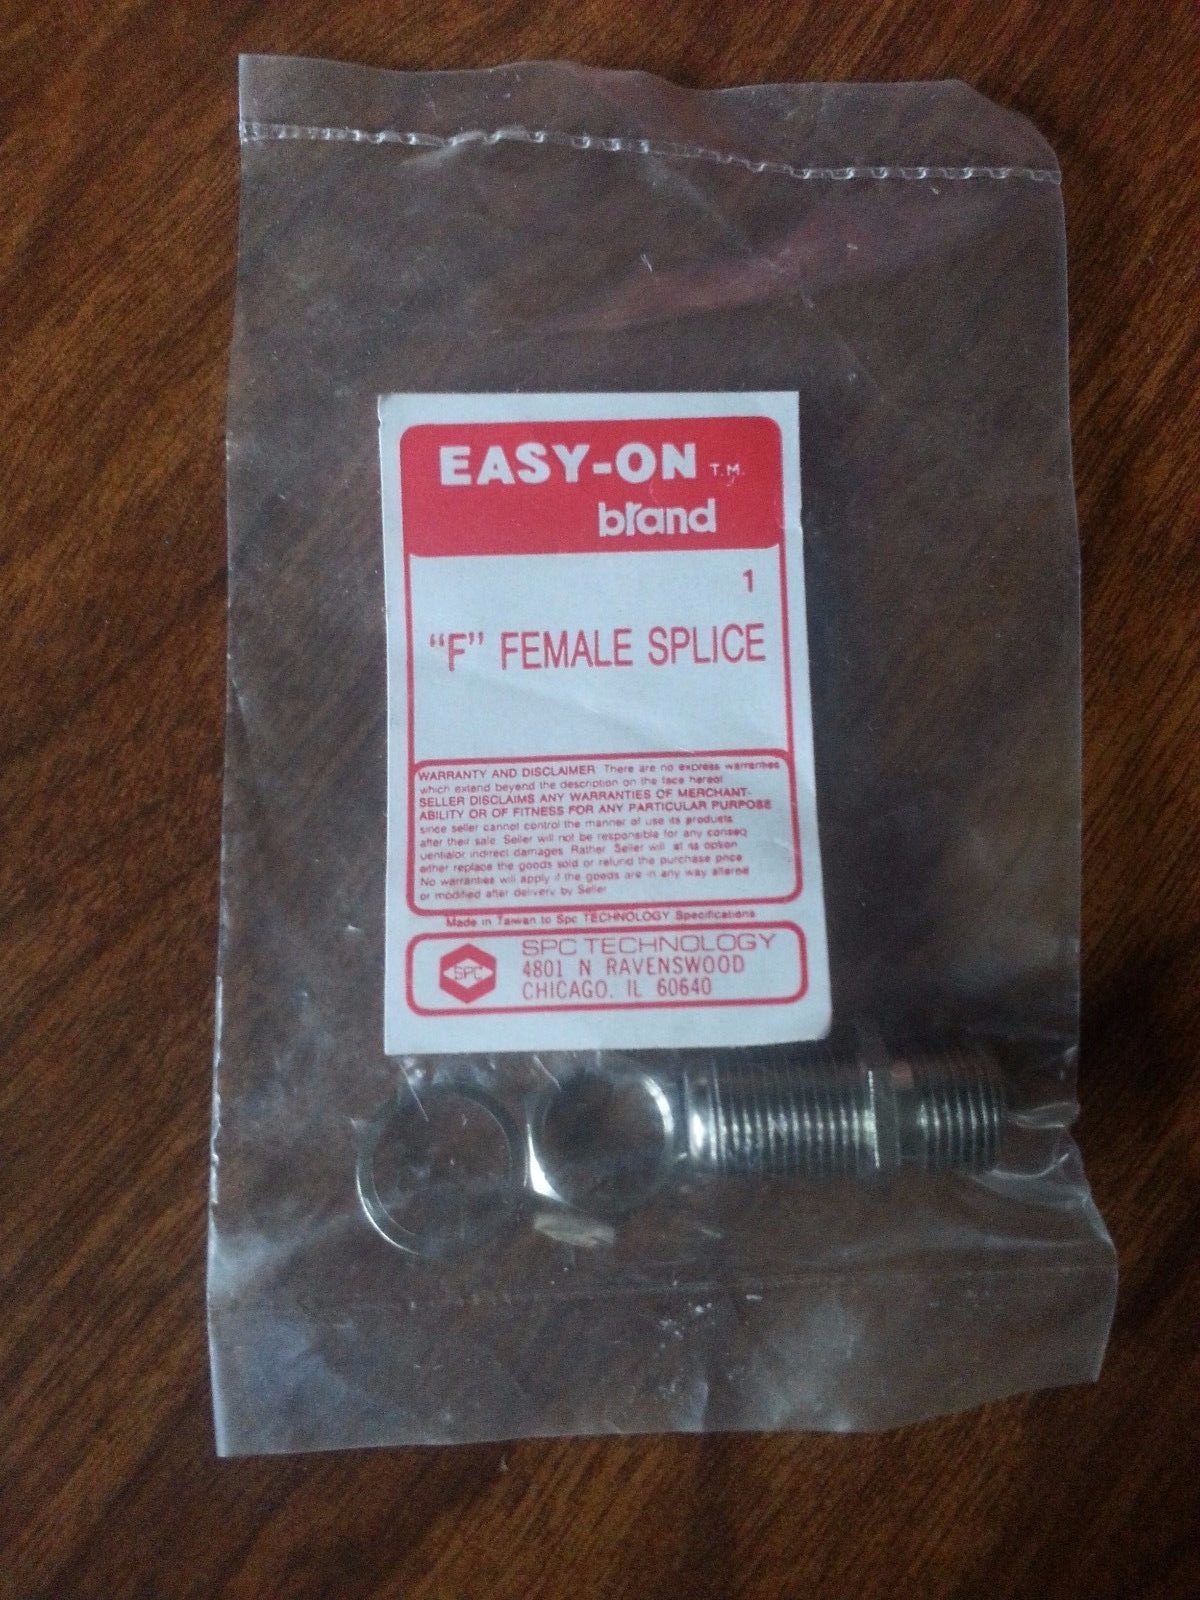 EASY-ON T.M.
brand
1
“F” FEMALE SPLICE
WARRANTY AND DISCLAIMER There are no express warranties
which extend beyend the description on the face hereof
SELLER DISCLAIMS ANY WARRANTIES OF MERCHANT-
ABILITY OR OF FITNESS FOR ANY PARTICULAR PURPOSE
since seller cannot control the manner of use its products
after their sale. Seller will not be responsible for any conseq
uentialor indirect damages. Rather. Seller will at its option
either replace the goods sold or refund the purchase price
No warranties will apply if the goods are in any way altered
or modified after delivery by Seller
Made in Taiwan to Spc TECHNOLOGY Specifications
SPC
SPC TECHNOLOGY
4801 N RAVENSWOOD
CHICAGO, IL 60640